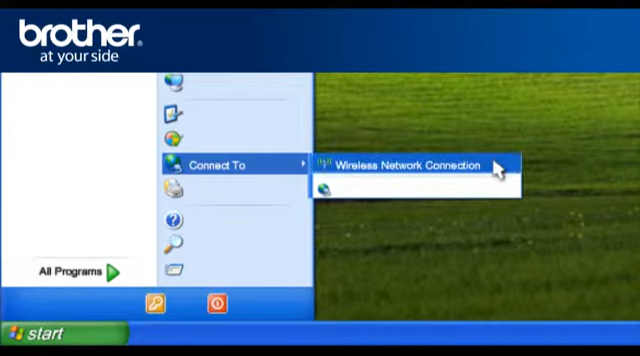 brother
at your side
Connect To
Wireless Network Connection
All Programs
start